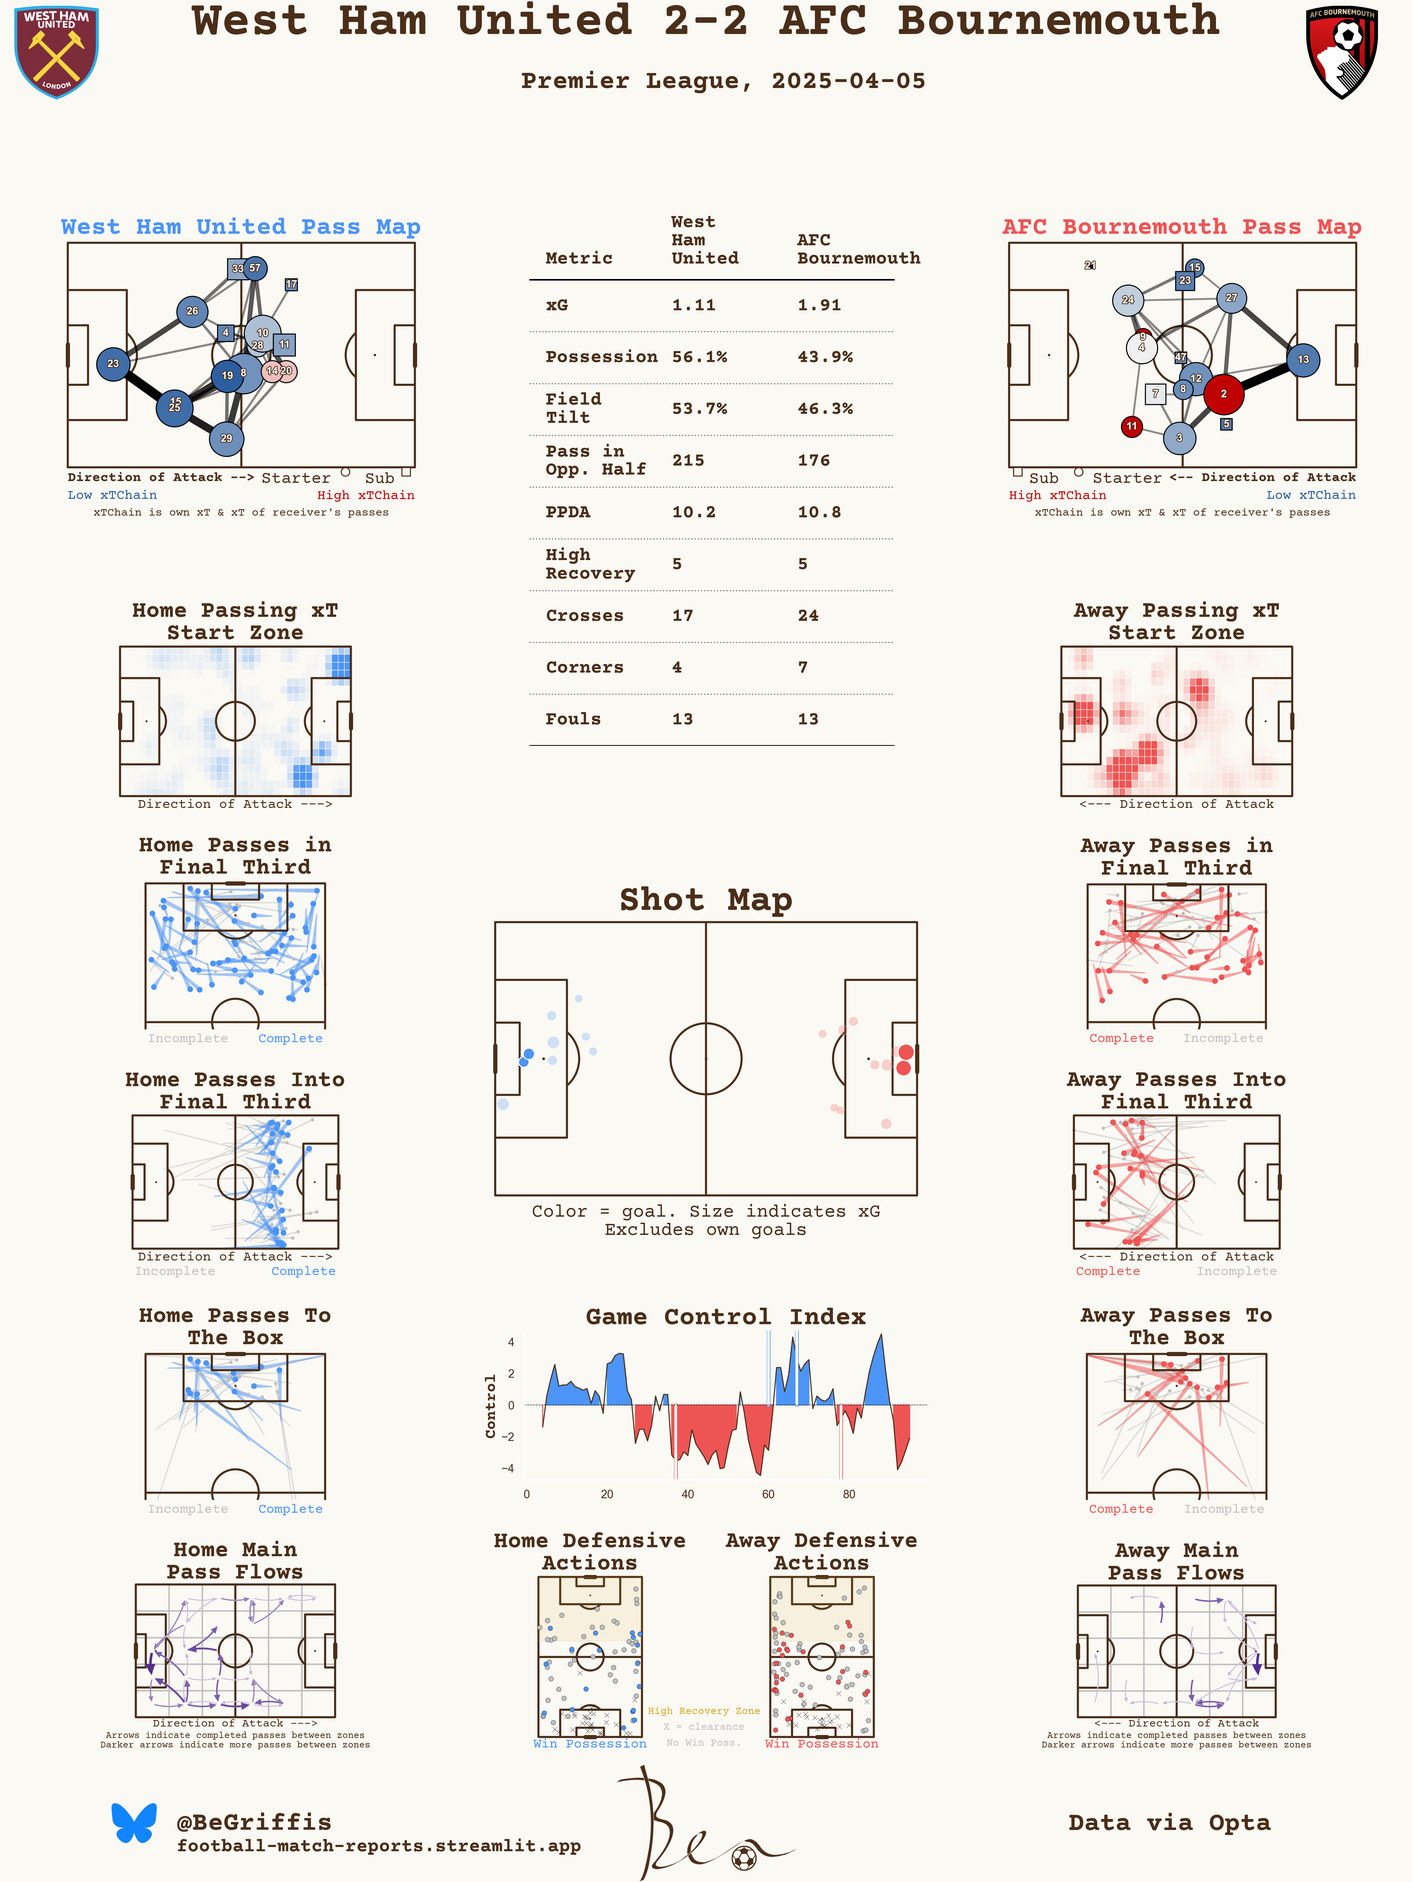 West Ham United 2-2 AFC Bournemouth
Premier League, 2025-04-05
WEST HAM
UNITED
LONDON
AFC BOURNEMOUTH
West Ham United Pass Map
33 57
17
26
4 10
28 11
23
19 8 14 20
15
25
29
Direction of Attack --> Starter Sub
Low xTChain High xTChain
xTChain is own xT & xT of receiver's passes
Metric West Ham United AFC Bournemouth
xG 1.11 1.91
Possession 56.1% 43.9%
Field Tilt 53.7% 46.3%
Pass in Opp. Half 215 176
PPDA 10.2 10.8
High Recovery 5 5
Crosses 17 24
Corners 4 7
Fouls 13 13
AFC Bournemouth Pass Map
21 15
23
24 27
9
4 47 13
12
7 8 2
11 5
3
Sub Starter <-- Direction of Attack
High xTChain Low xTChain
xTChain is own xT & xT of receiver's passes
Home Passing xT
Start Zone
Direction of Attack --->
Away Passing xT
Start Zone
<--- Direction of Attack
Home Passes in
Final Third
Incomplete Complete
Away Passes in
Final Third
Complete Incomplete
Shot Map
Color = goal. Size indicates xG
Excludes own goals
Home Passes Into
Final Third
Direction of Attack --->
Incomplete Complete
Away Passes Into
Final Third
<--- Direction of Attack
Complete Incomplete
Home Passes To
The Box
Incomplete Complete
Game Control Index
Control
4
2
0
−2
−4
0 20 40 60 80
Away Passes To
The Box
Complete Incomplete
Home Main
Pass Flows
Direction of Attack --->
Arrows indicate completed passes between zones
Darker arrows indicate more passes between zones
Home Defensive
Actions
Win Possession
High Recovery Zone
X = clearance
No Win Poss.
Away Defensive
Actions
Win Possession
Away Main
Pass Flows
<--- Direction of Attack
Arrows indicate completed passes between zones
Darker arrows indicate more passes between zones
@BeGriffis
football-match-reports.streamlit.app
Ben
Data via Opta